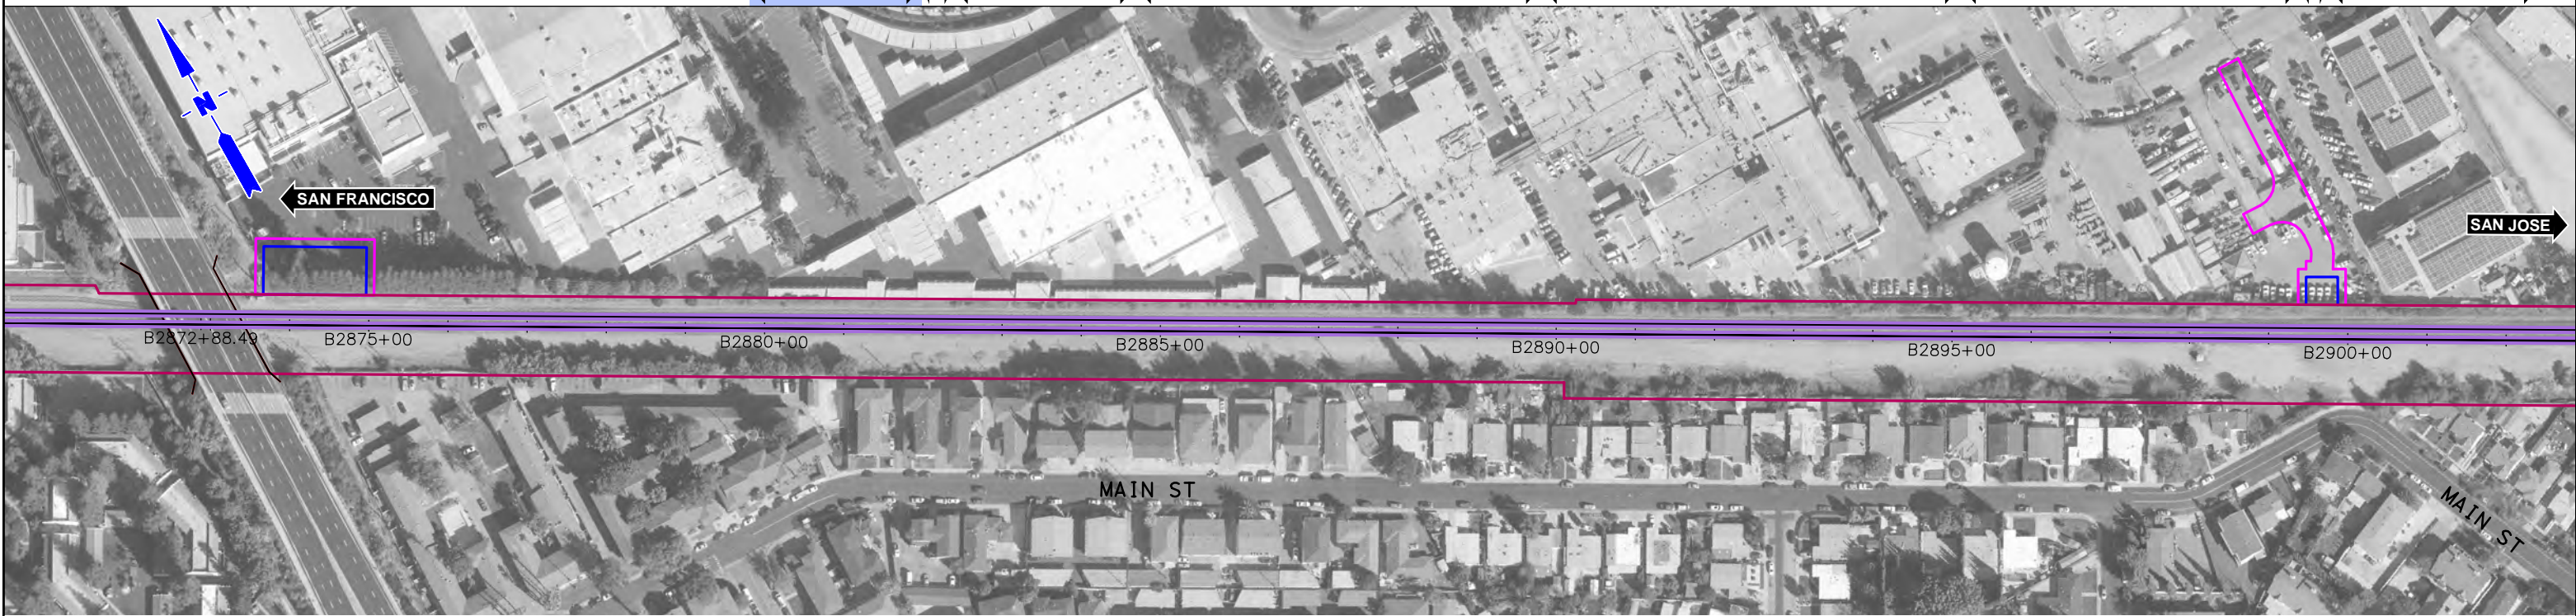 N
SAN FRANCISCO
SAN JOSE
B2872+88.49
B2875+00
B2880+00
B2885+00
B2890+00
B2895+00
B2900+00
MAIN ST
MAIN ST